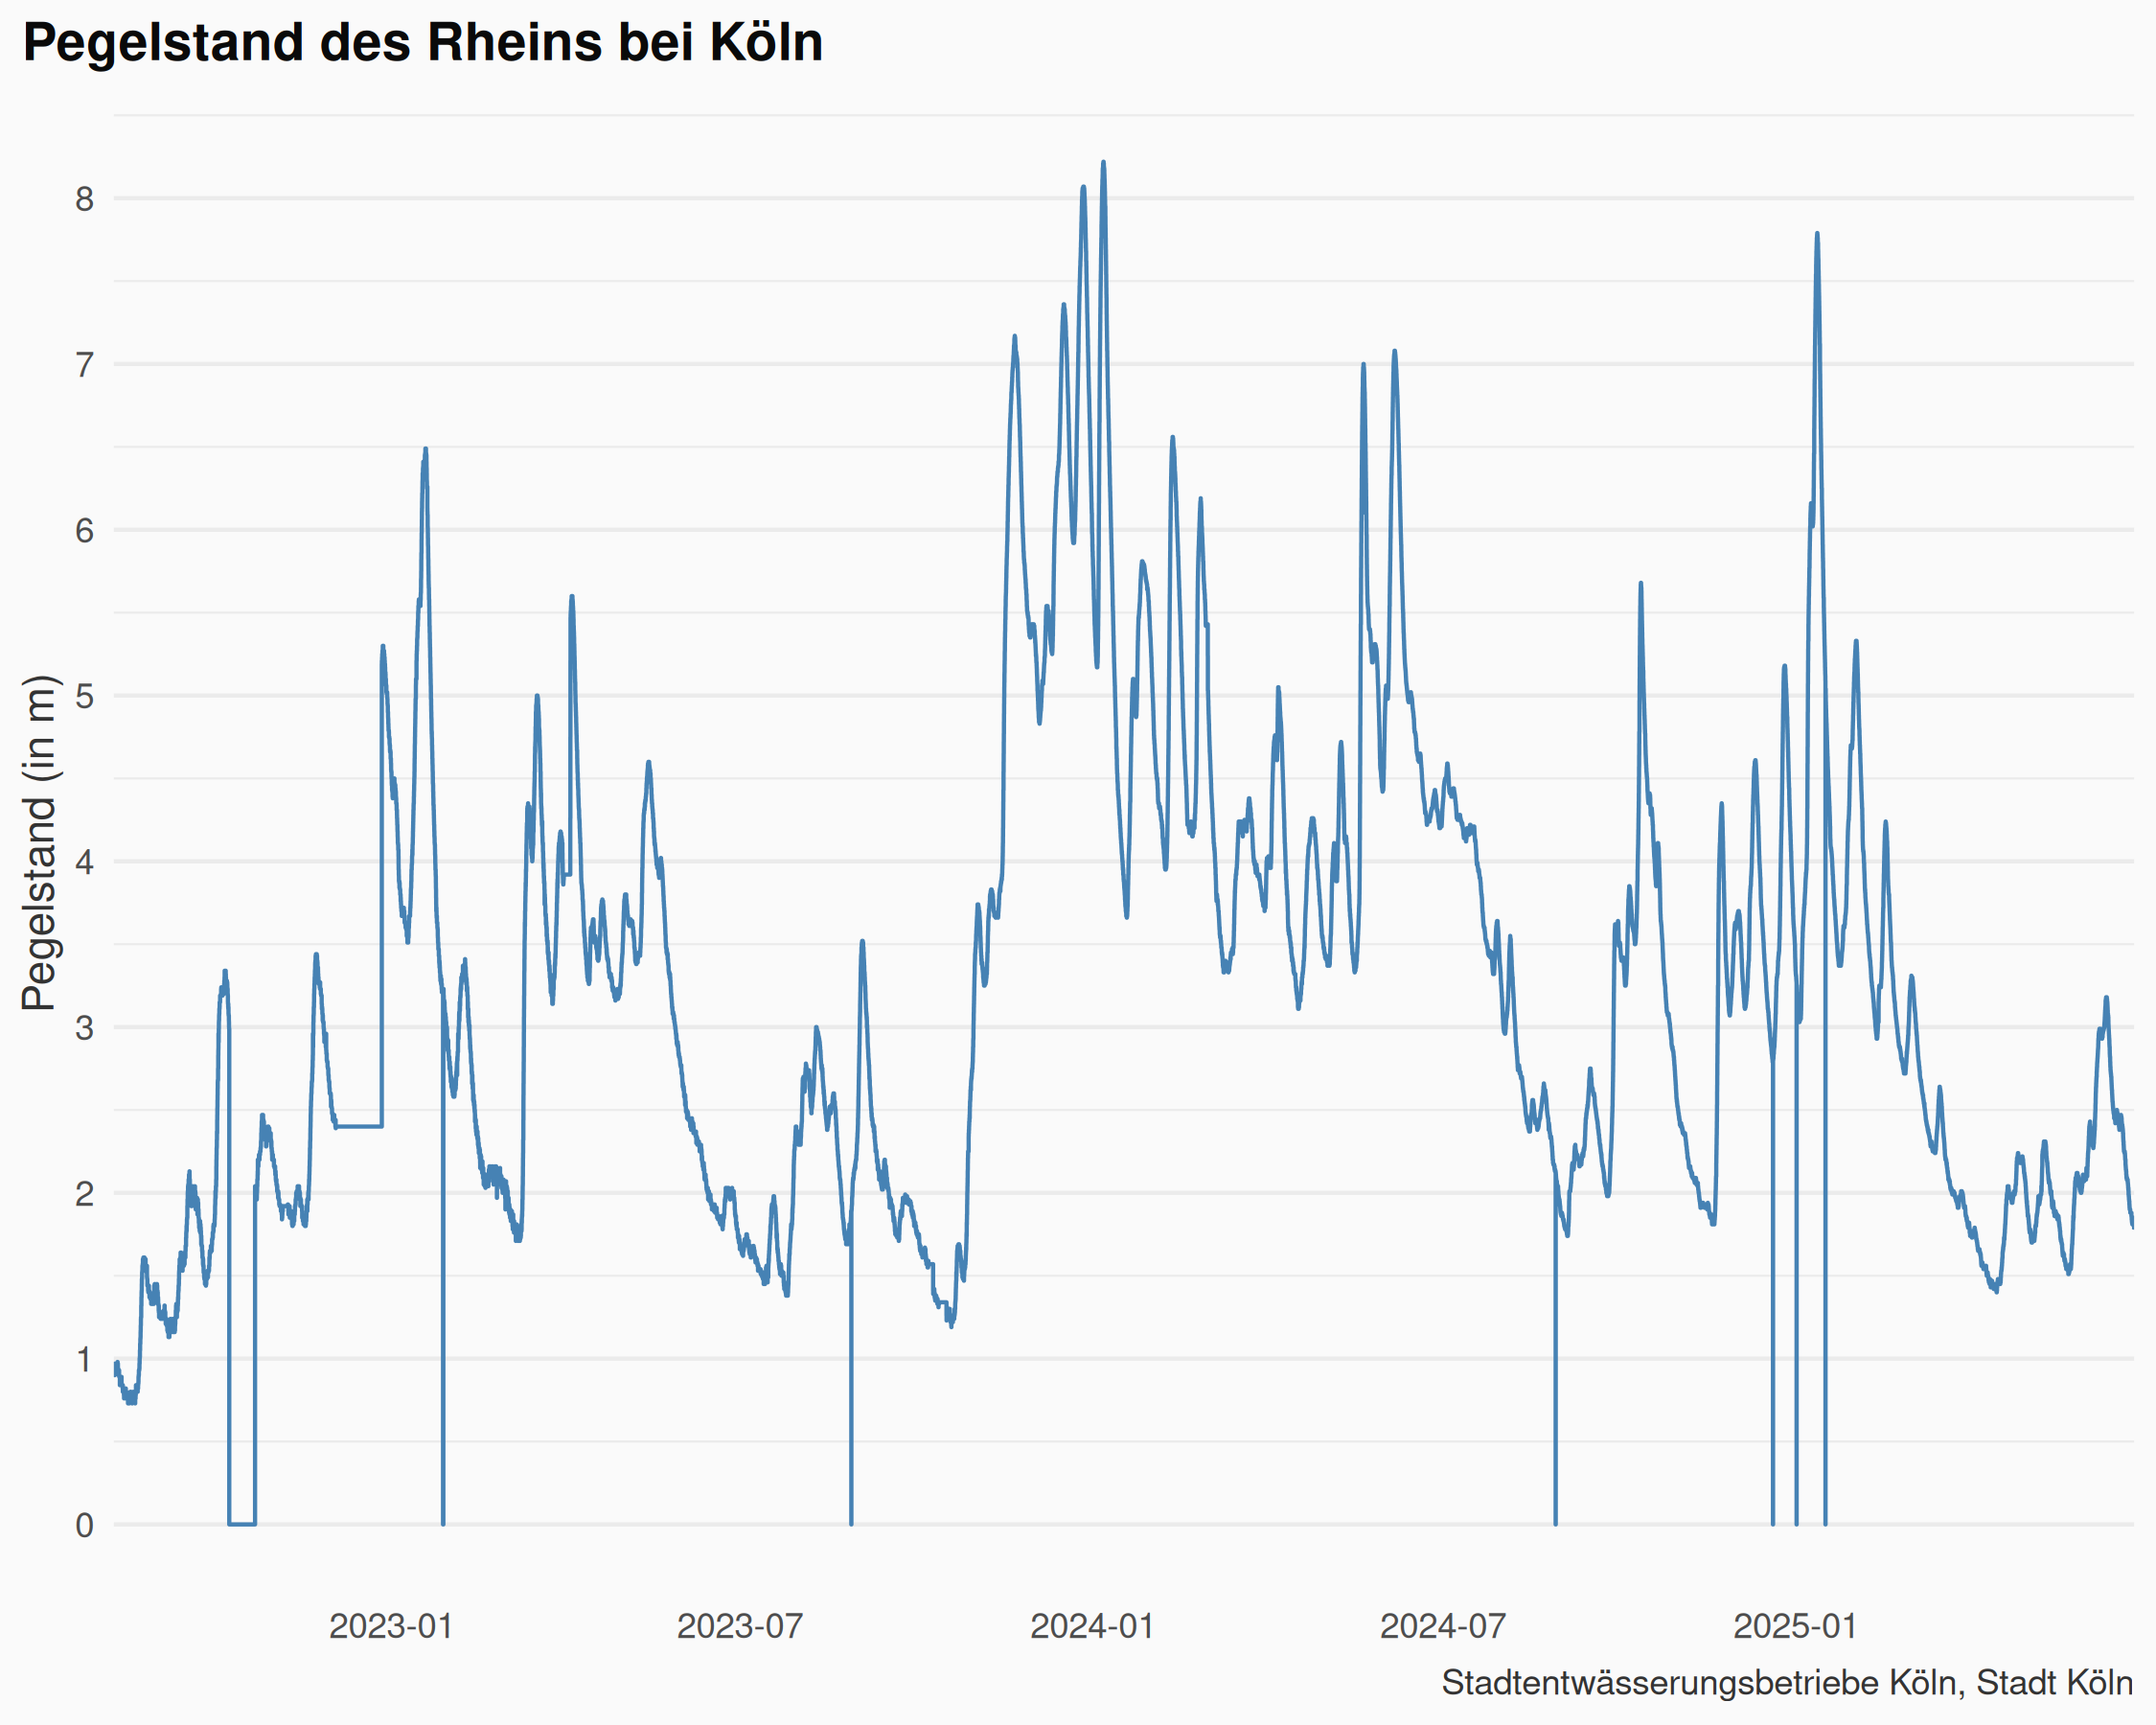 Pegelstand des Rheins bei Köln
Pegelstand (in m)
8
7
6
5
4
3
2
1
0
2023-01 2023-07 2024-01 2024-07 2025-01
Stadtentwässerungsbetriebe Köln, Stadt Köln